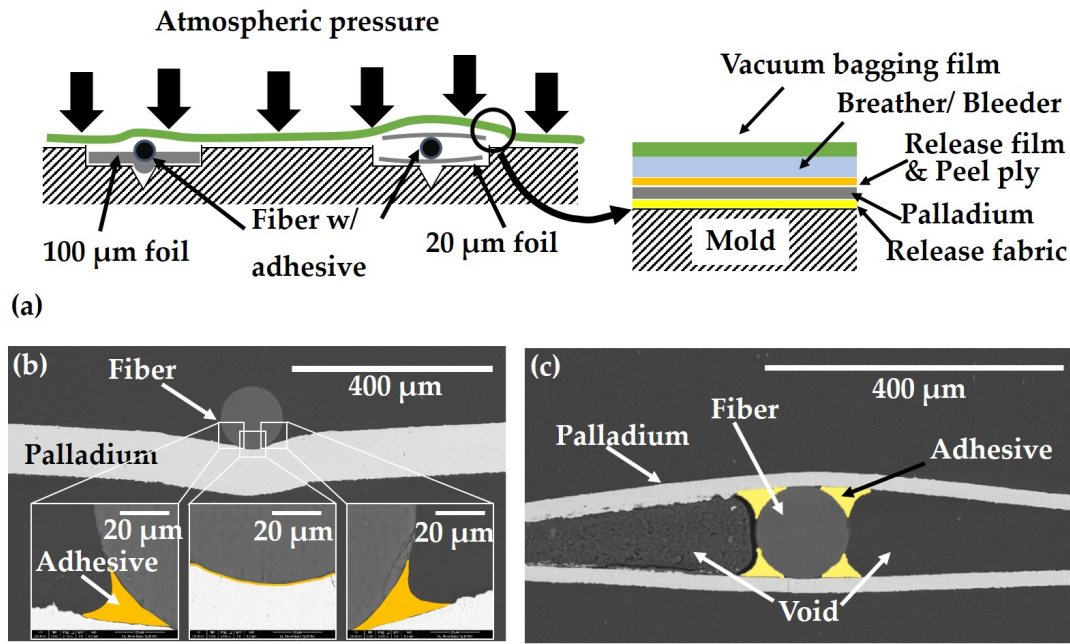 Atmospheric pressure
100 µm foil
Fiber w/
adhesive
20 µm foil
Vacuum bagging film
Breather/ Bleeder
Release film
& Peel ply
Palladium
Release fabric
Mold
(a)
(b)
Fiber
400 µm
Palladium
20 µm
20 µm
20 µm
Adhesive
(c)
400 µm
Fiber
Palladium
Adhesive
Void